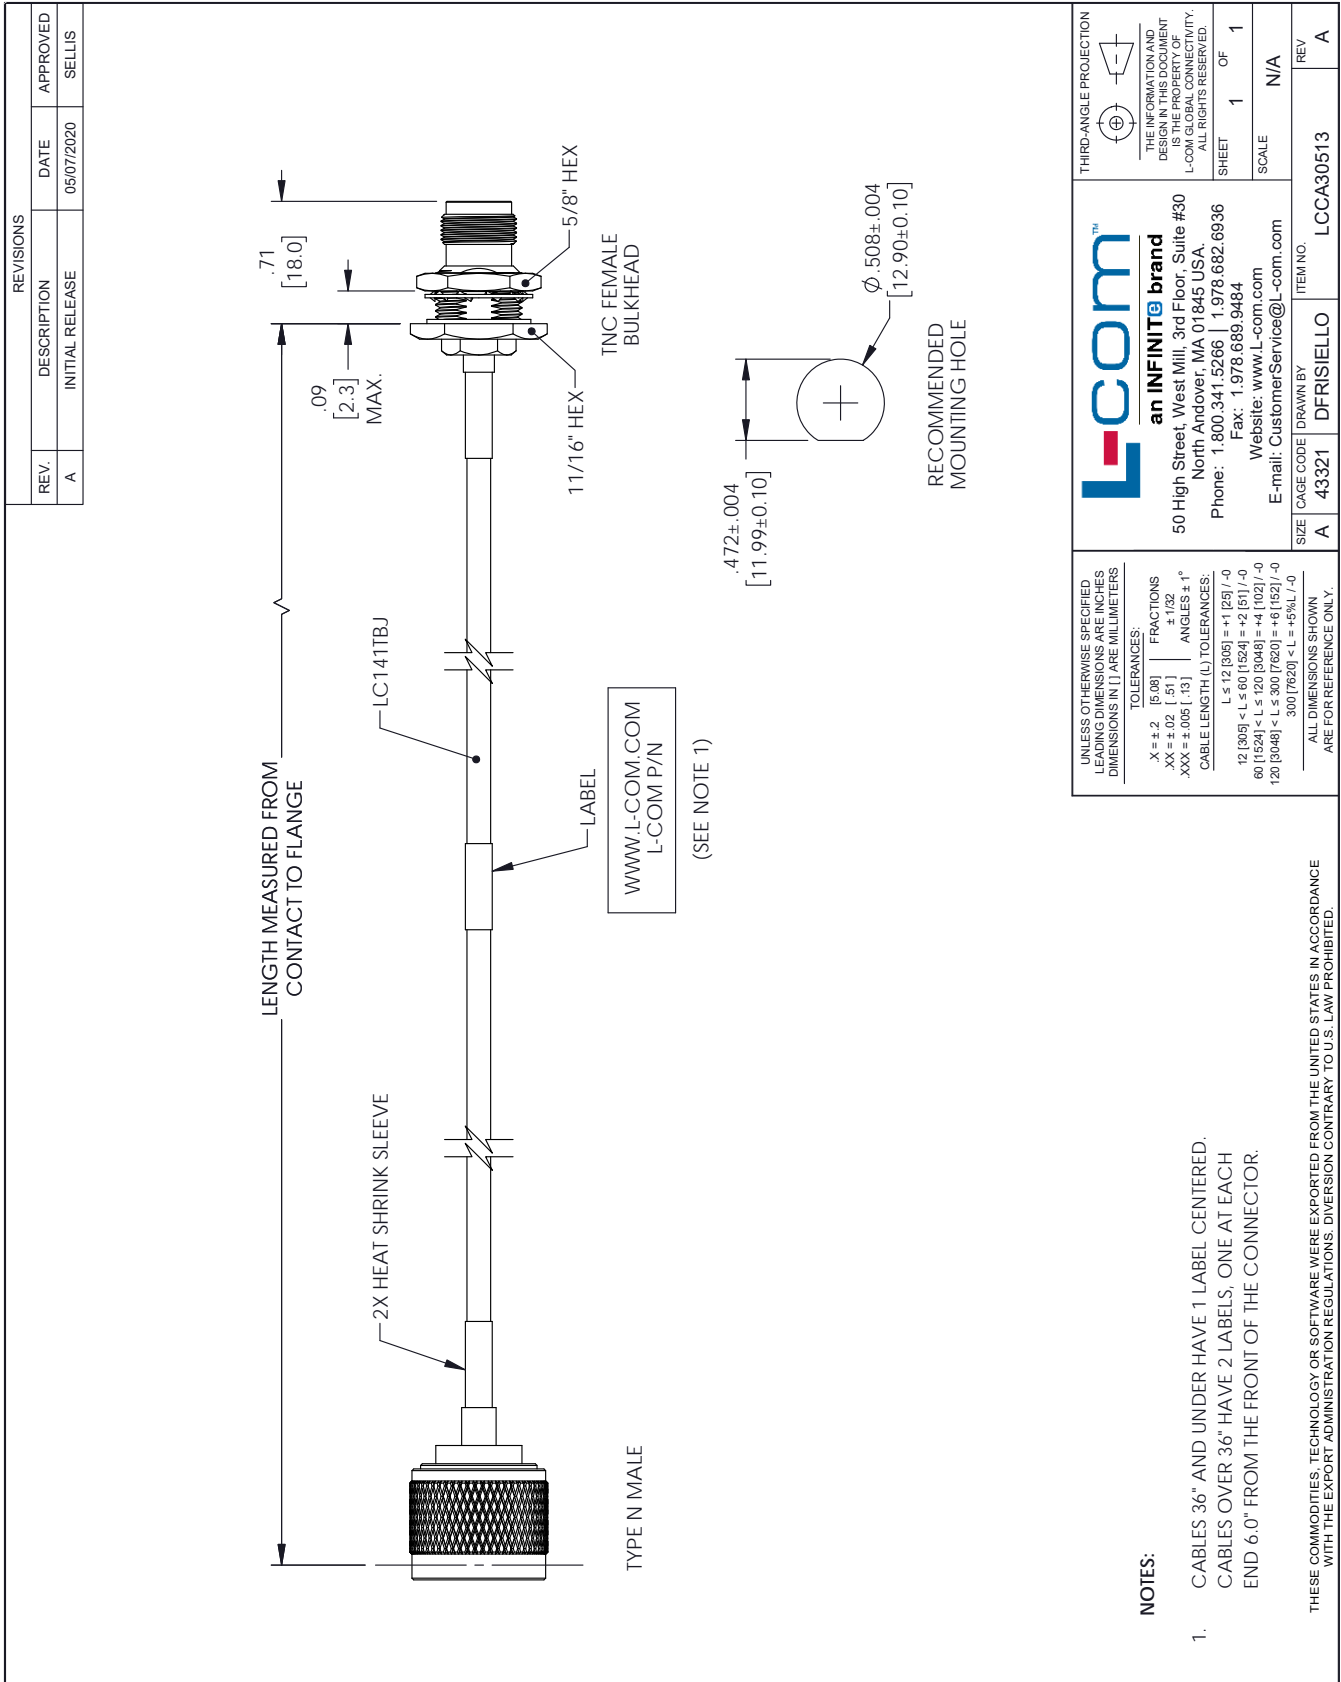 REVISIONS
REV. DESCRIPTION DATE APPROVED
A INITIAL RELEASE 05/07/2020 SELLIS
LENGTH MEASURED FROM
CONTACT TO FLANGE
.71
[18.0]
.09
[2.3]
MAX.
2X HEAT SHRINK SLEEVE
LC141TBJ
5/8" HEX
11/16" HEX
TNC FEMALE
BULKHEAD
TYPE N MALE
LABEL
WWW.L-COM.COM
L-COM P/N
(SEE NOTE 1)
.472±.004
[11.99±0.10]
Ø.508±.004
[12.90±0.10]
RECOMMENDED
MOUNTING HOLE
NOTES:
1. CABLES 36" AND UNDER HAVE 1 LABEL CENTERED.
CABLES OVER 36" HAVE 2 LABELS, ONE AT EACH
END 6.0" FROM THE FRONT OF THE CONNECTOR.
THESE COMMODITIES, TECHNOLOGY OR SOFTWARE WERE EXPORTED FROM THE UNITED STATES IN ACCORDANCE
WITH THE EXPORT ADMINISTRATION REGULATIONS. DIVERSION CONTRARY TO U.S. LAW PROHIBITED.
UNLESS OTHERWISE SPECIFIED
LEADING DIMENSIONS ARE INCHES
DIMENSIONS IN [ ] ARE MILLIMETERS
TOLERANCES:
.X = ±.2 [5.08] FRACTIONS
.XX = ±.02 [.51] ± 1/32
.XXX = ±.005 [.13] ANGLES ± 1°
CABLE LENGTH (L) TOLERANCES:
L ≤ 12 [305] = +1 [25] / -0
12 [305] < L ≤ 60 [1524] = +2 [51] / -0
60 [1524] < L ≤ 120 [3048] = +4 [102] / -0
120 [3048] < L ≤ 300 [7620] = +6 [152] / -0
300 [7620] < L = +5%L / -0
ALL DIMENSIONS SHOWN
ARE FOR REFERENCE ONLY.
L-com™
an INFINITe brand
50 High Street, West Mill, 3rd Floor, Suite #30
North Andover, MA 01845 USA.
Phone: 1.800.341.5266 | 1.978.682.6936
Fax: 1.978.689.9484
Website: www.L-com.com
E-mail: CustomerService@L-com.com
THIRD-ANGLE PROJECTION
THE INFORMATION AND
DESIGN IN THIS DOCUMENT
IS THE PROPERTY OF
L-COM GLOBAL CONNECTIVITY.
ALL RIGHTS RESERVED.
SHEET 1 OF 1
SCALE N/A
SIZE CAGE CODE DRAWN BY ITEM NO. REV
A 43321 DFRISIELLO LCCA30513 A